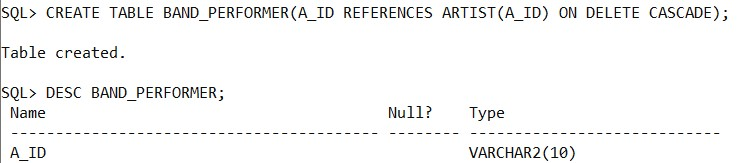 SQL> CREATE TABLE BAND_PERFORMER(A_ID REFERENCES ARTIST(A_ID) ON DELETE CASCADE);
Table created.
SQL> DESC BAND_PERFORMER;
Name Null? Type
----------------------------------------- -------- ----------------------------
A_ID VARCHAR2(10)